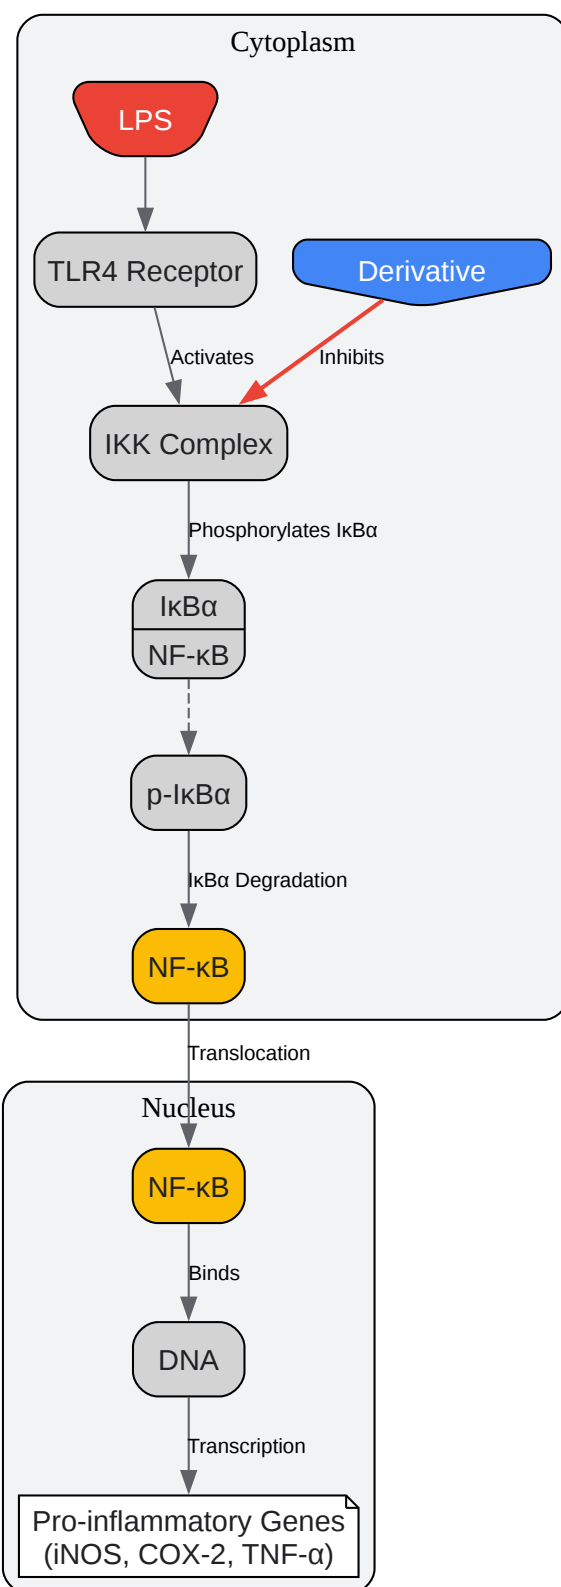 Cytoplasm
LPS
TLR4 Receptor
Derivative
Activates
Inhibits
IKK Complex
Phosphorylates IκBα
IκBα
NF-κB
p-IκBα
IκBα Degradation
NF-κB
Translocation
Nucleus
NF-κB
Binds
DNA
Transcription
Pro-inflammatory Genes
(iNOS, COX-2, TNF-α)